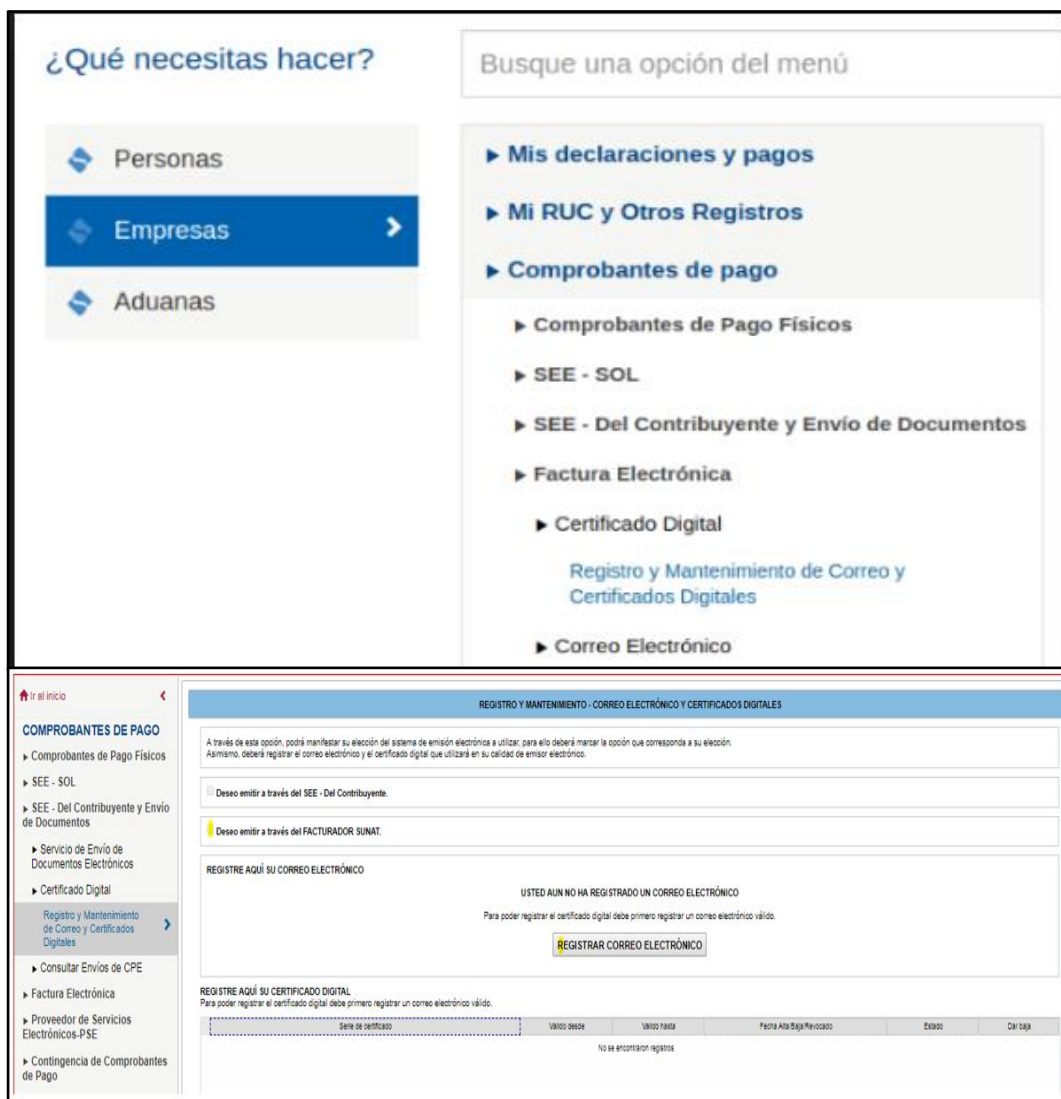 ¿Qué necesitas hacer?
Busque una opción del menú
Personas
Empresas
Aduanas
Mis declaraciones y pagos
Mi RUC y Otros Registros
Comprobantes de pago
Comprobantes de Pago Físicos
SEE - SOL
SEE - Del Contribuyente y Envío de Documentos
Factura Electrónica
Certificado Digital
Registro y Mantenimiento de Correo y
Certificados Digitales
Correo Electrónico
Ir al inicio
COMPROBANTES DE PAGO
Comprobantes de Pago Físicos
SEE - SOL
SEE - Del Contribuyente y Envío
de Documentos
Servicio de Envío de
Documentos Electrónicos
Certificado Digital
Registro y Mantenimiento
de Correo y Certificados
Digitales
Consultar Envíos de CPE
Factura Electrónica
Proveedor de Servicios
Electrónicos-PSE
Contingencia de Comprobantes
de Pago
REGISTRO Y MANTENIMIENTO - CORREO ELECTRÓNICO Y CERTIFICADOS DIGITALES
A través de esta opción, podrá manifestar su elección del sistema de emisión electrónica a utilizar, para ello deberá marcar la opción que corresponda a su elección.
Asimismo, deberá registrar el correo electrónico y el certificado digital que utilizará en su calidad de emisor electrónico.
Deseo emitir a través del SEE - Del Contribuyente.
Deseo emitir a través del FACTURADOR SUNAT.
REGISTRE AQUÍ SU CORREO ELECTRÓNICO
USTED AUN NO HA REGISTRADO UN CORREO ELECTRÓNICO
Para poder registrar el certificado digital debe primero registrar un correo electrónico válido.
REGISTRAR CORREO ELECTRÓNICO
REGISTRE AQUÍ SU CERTIFICADO DIGITAL
Para poder registrar el certificado digital debe primero registrar un correo electrónico válido.
Serie de certificado Valido desde Valido hasta Fecha Alta/Baja/Revocado Estado Dar baja
No se encontraron registros